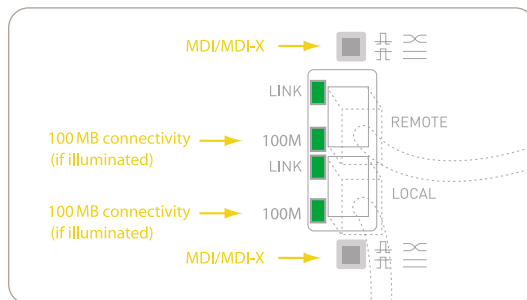 MDI/MDI-X
LINK
REMOTE
100 MB connectivity
(if illuminated)
100M
LINK
LOCAL
100 MB connectivity
(if illuminated)
100M
MDI/MDI-X